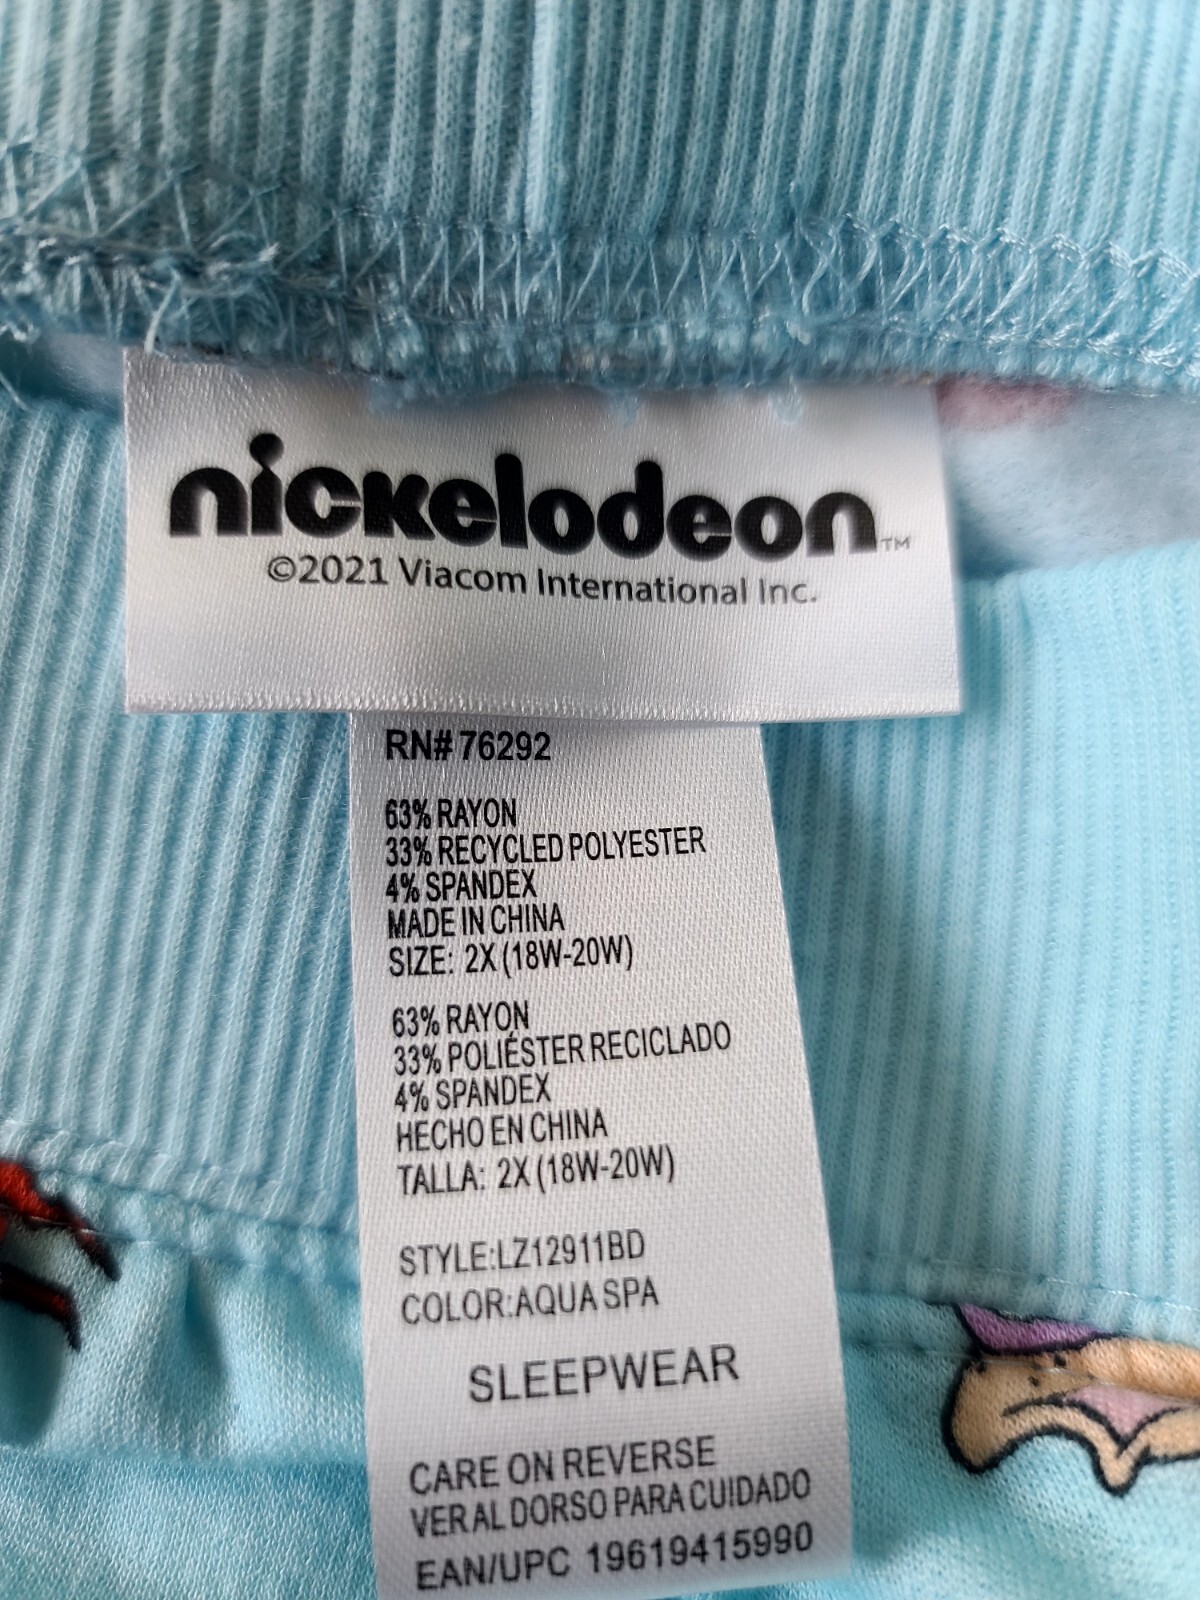 nickelodeon™
©2021 Viacom International Inc.
RN# 76292
63% RAYON
33% RECYCLED POLYESTER
4% SPANDEX
MADE IN CHINA
SIZE: 2X (18W-20W)
63% RAYON
33% POLIÉSTER RECICLADO
4% SPANDEX
HECHO EN CHINA
TALLA: 2X (18W-20W)
STYLE:LZ12911BD
COLOR:AQUA SPA
SLEEPWEAR
CARE ON REVERSE
VER AL DORSO PARA CUIDADO
EAN/UPC 19619415990